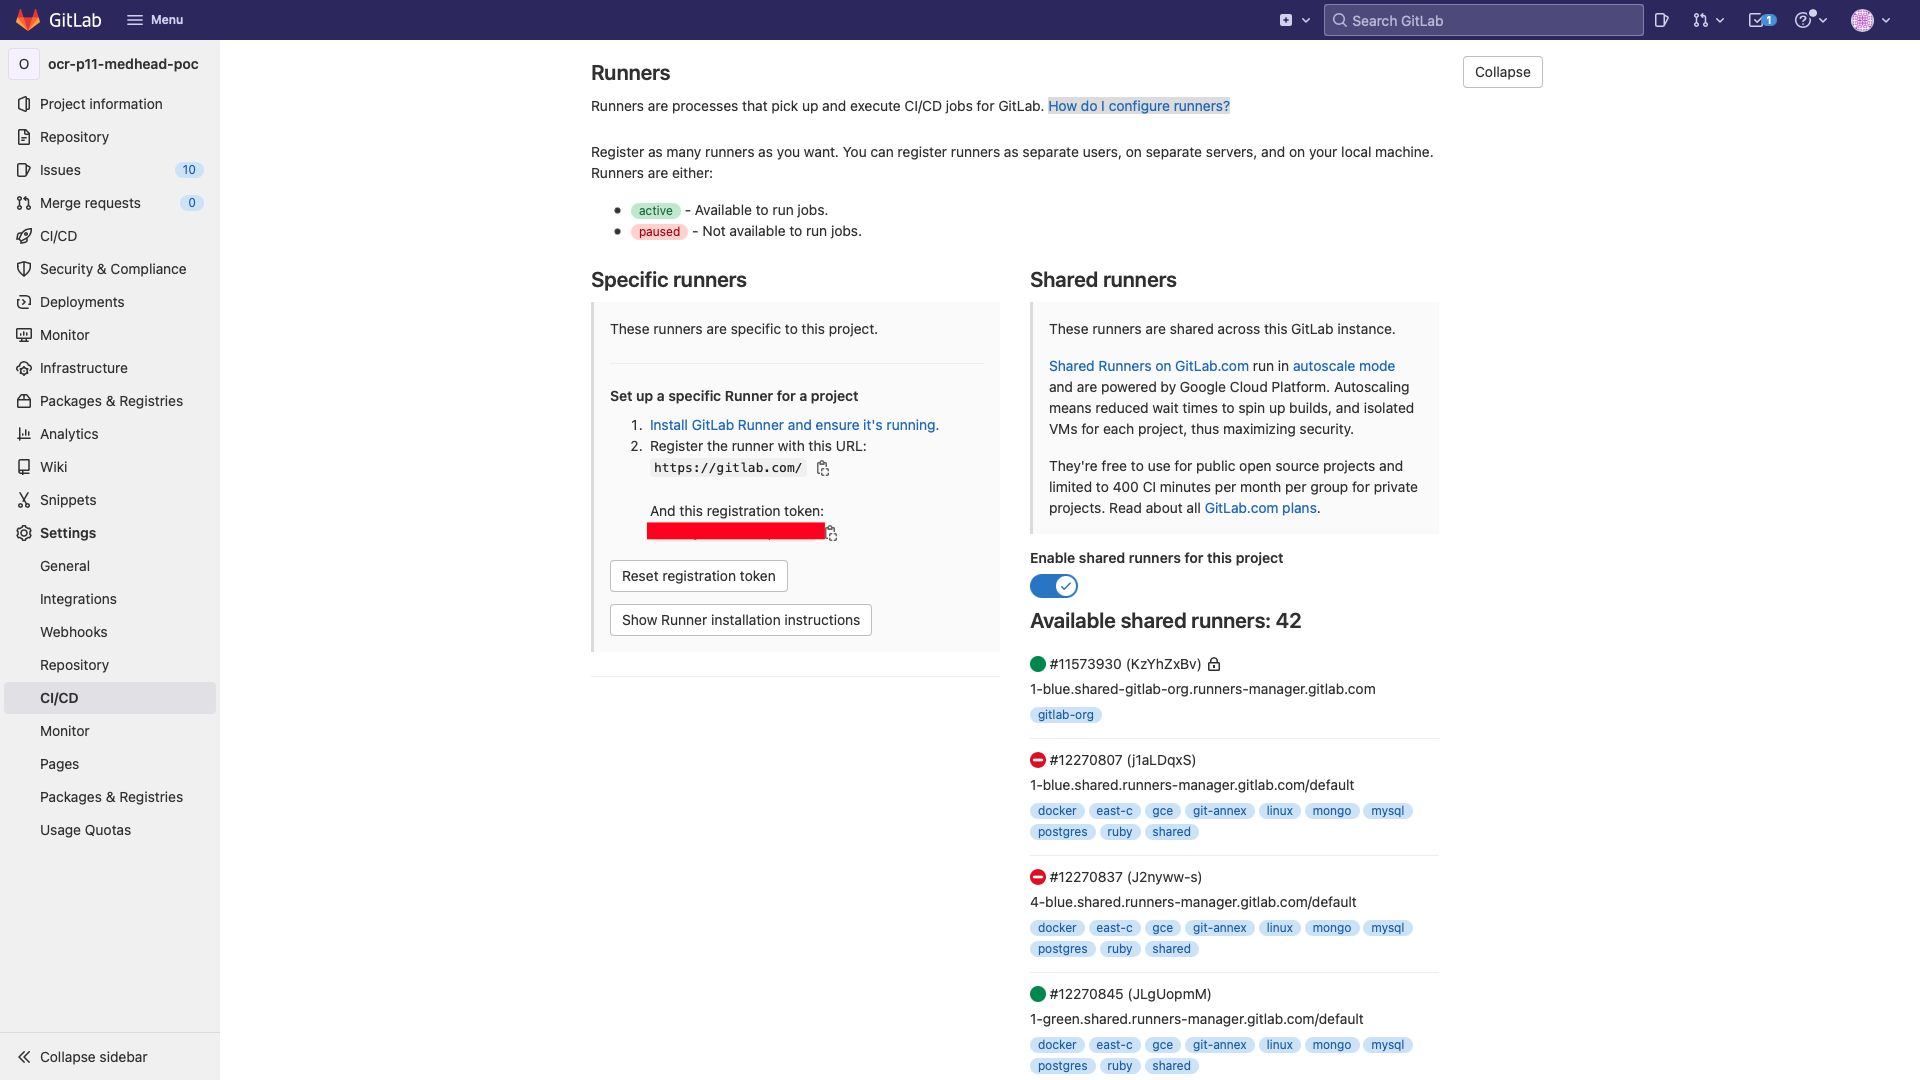 GitLab
Menu
Search GitLab
1
O
ocr-p11-medhead-poc
Project information
Repository
Issues
10
Merge requests
0
CI/CD
Security & Compliance
Deployments
Monitor
Infrastructure
Packages & Registries
Analytics
Wiki
Snippets
Settings
General
Integrations
Webhooks
Repository
CI/CD
Monitor
Pages
Packages & Registries
Usage Quotas
Collapse sidebar
Runners
Collapse
Runners are processes that pick up and execute CI/CD jobs for GitLab. How do I configure runners?
Register as many runners as you want. You can register runners as separate users, on separate servers, and on your local machine.
Runners are either:
active - Available to run jobs.
paused - Not available to run jobs.
Specific runners
These runners are specific to this project.
Set up a specific Runner for a project
1. Install GitLab Runner and ensure it's running.
2. Register the runner with this URL:
https://gitlab.com/
And this registration token:
Reset registration token
Show Runner installation instructions
Shared runners
These runners are shared across this GitLab instance.
Shared Runners on GitLab.com run in autoscale mode
and are powered by Google Cloud Platform. Autoscaling
means reduced wait times to spin up builds, and isolated
VMs for each project, thus maximizing security.
They're free to use for public open source projects and
limited to 400 CI minutes per month per group for private
projects. Read about all GitLab.com plans.
Enable shared runners for this project
Available shared runners: 42
#11573930 (KzYhZxBv)
1-blue.shared-gitlab-org.runners-manager.gitlab.com
gitlab-org
#12270807 (j1aLDqxS)
1-blue.shared.runners-manager.gitlab.com/default
docker east-c gce git-annex linux mongo mysql
postgres ruby shared
#12270837 (J2nyww-s)
4-blue.shared.runners-manager.gitlab.com/default
docker east-c gce git-annex linux mongo mysql
postgres ruby shared
#12270845 (JLgUopmM)
1-green.shared.runners-manager.gitlab.com/default
docker east-c gce git-annex linux mongo mysql
postgres ruby shared